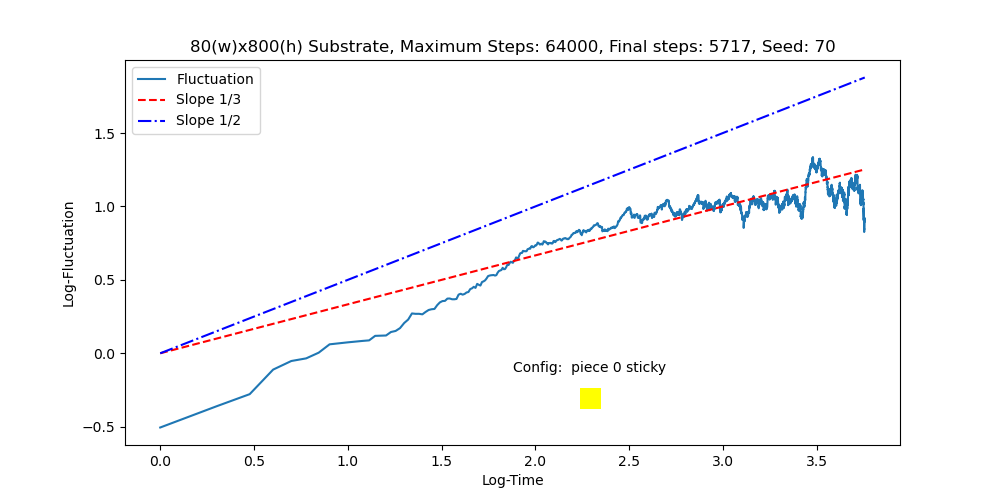 80(w)x800(h) Substrate, Maximum Steps: 64000, Final steps: 5717, Seed: 70
Fluctuation
Slope 1/3
Slope 1/2
1.5
1.0
0.5
0.0
−0.5
Log-Fluctuation
Config:  piece 0 sticky
0.0 0.5 1.0 1.5 2.0 2.5 3.0 3.5
Log-Time